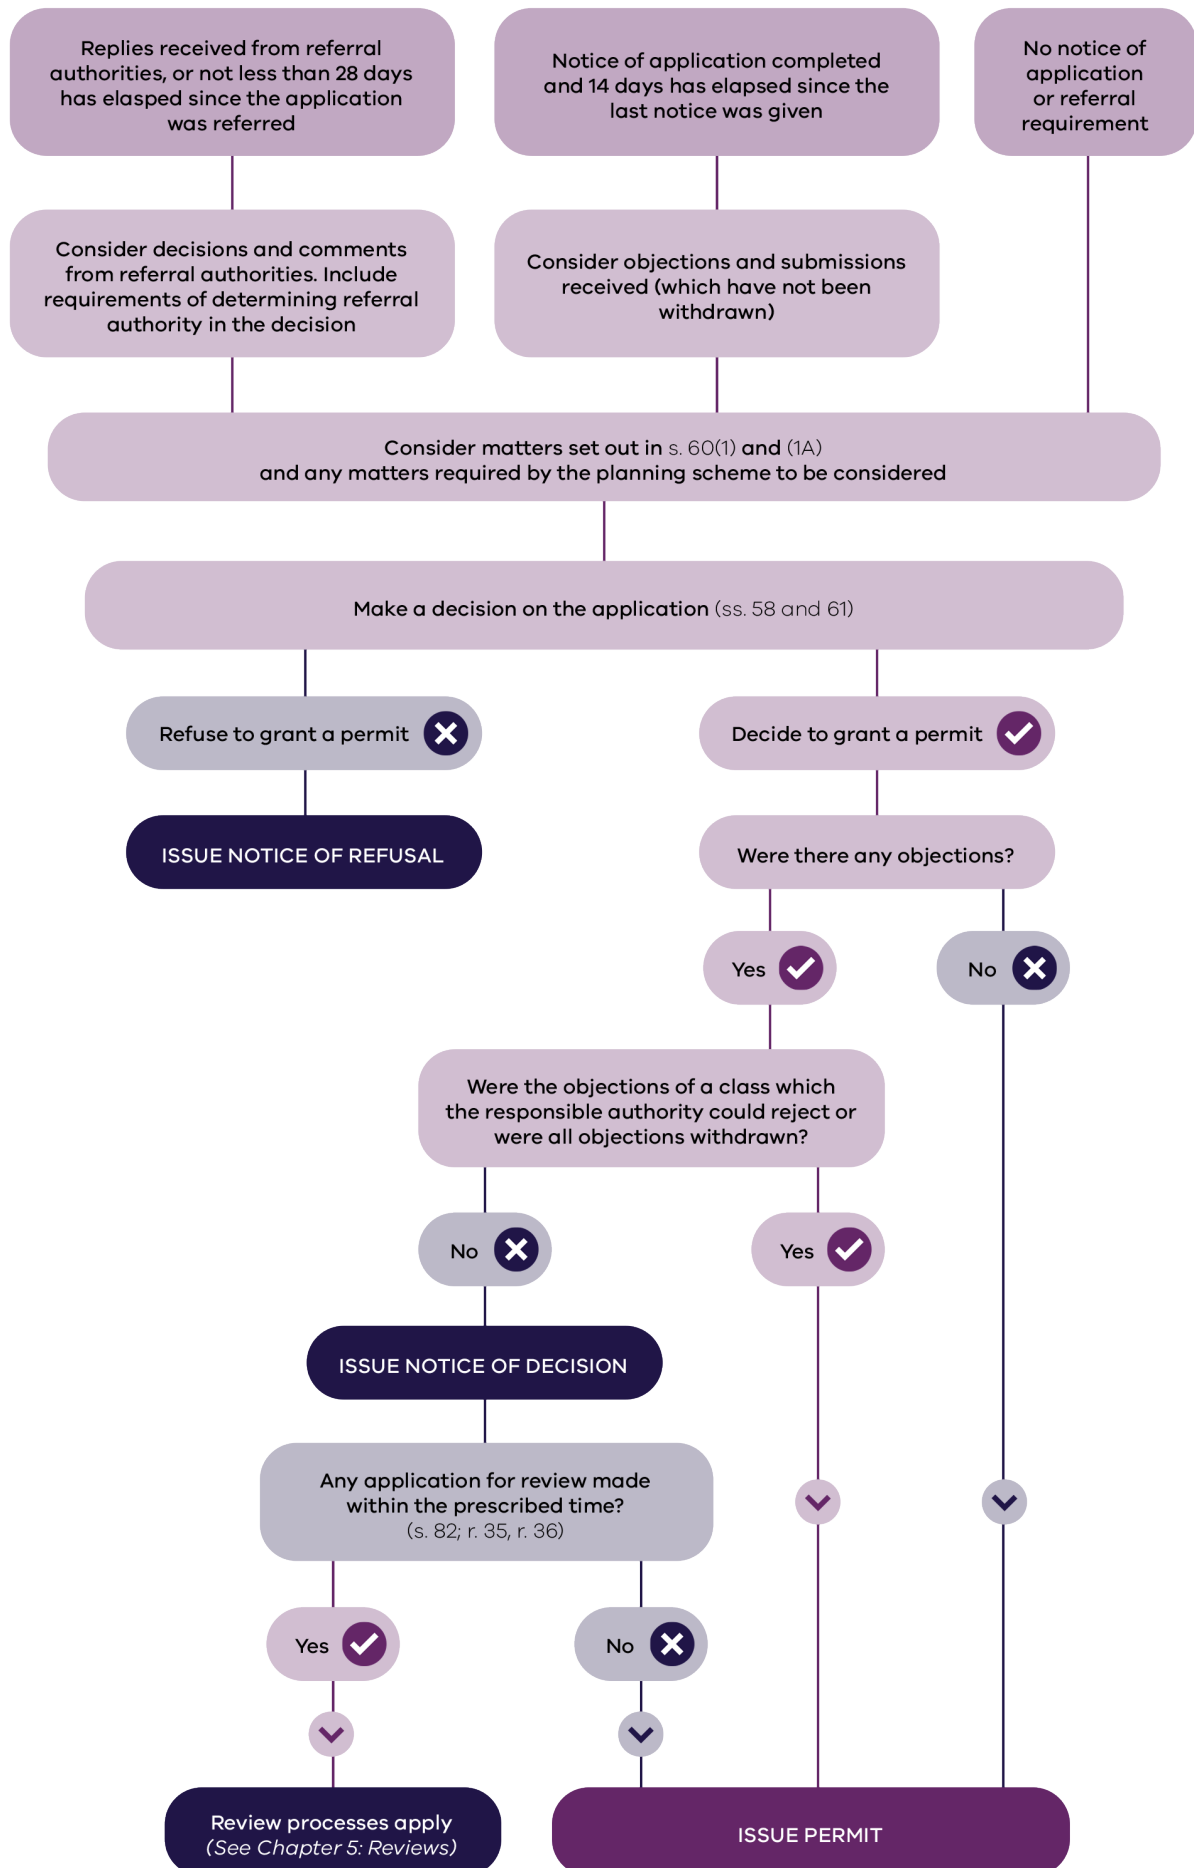 Replies received from referral
authorities, or not less than 28 days
has elasped since the application
was referred
Notice of application completed
and 14 days has elapsed since the
last notice was given
No notice of
application
or referral
requirement
Consider decisions and comments
from referral authorities. Include
requirements of determining referral
authority in the decision
Consider objections and submissions
received (which have not been
withdrawn)
Consider matters set out in s. 60(1) and (1A)
and any matters required by the planning scheme to be considered
Make a decision on the application (ss. 58 and 61)
Refuse to grant a permit
Decide to grant a permit
ISSUE NOTICE OF REFUSAL
Were there any objections?
Yes
No
Were the objections of a class which
the responsible authority could reject or
were all objections withdrawn?
No
Yes
ISSUE NOTICE OF DECISION
Any application for review made
within the prescribed time?
(s. 82; r. 35, r. 36)
Yes
No
Review processes apply
(See Chapter 5: Reviews)
ISSUE PERMIT